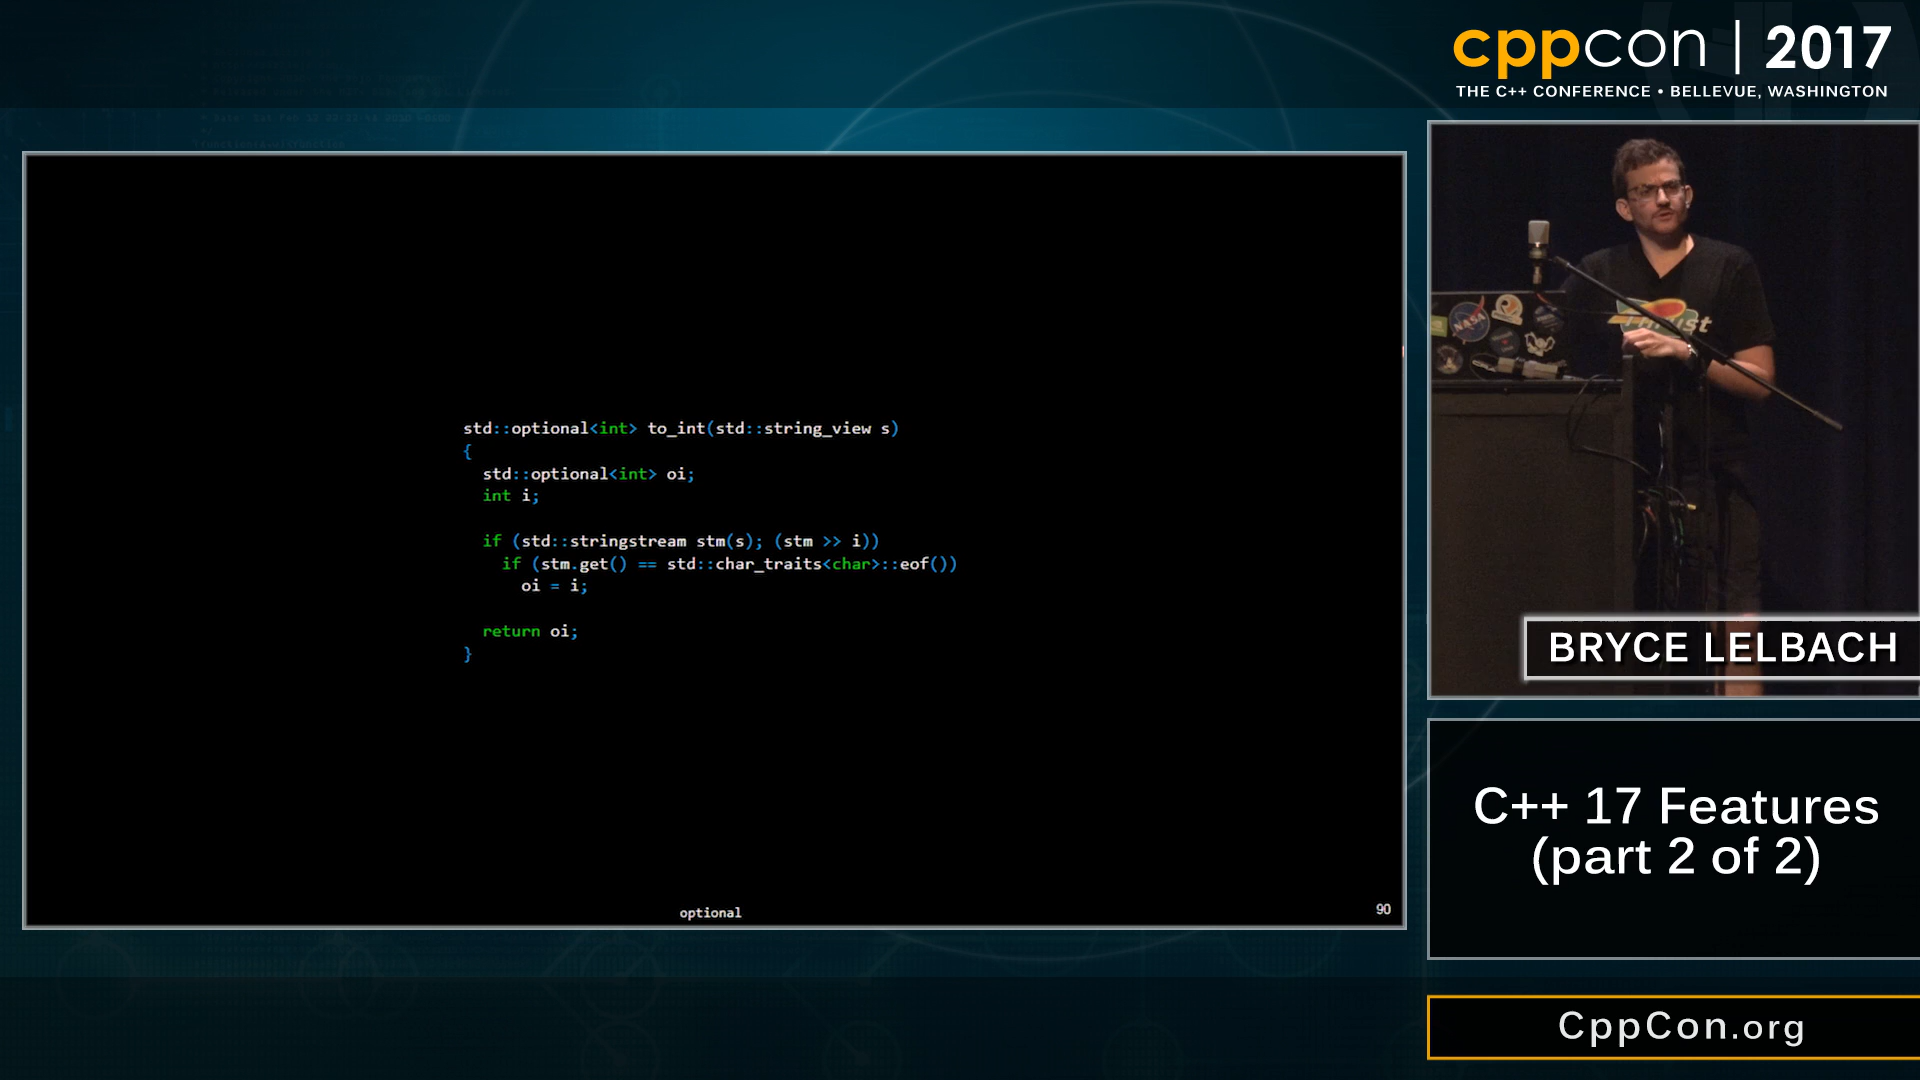 cppcon | 2017
THE C++ CONFERENCE • BELLEVUE, WASHINGTON
std::optional<int> to_int(std::string_view s)
{
  std::optional<int> oi;
  int i;
  if (std::stringstream stm(s); (stm >> i))
    if (stm.get() == std::char_traits<char>::eof())
      oi = i;
  return oi;
}
optional
90
NASA
Thrust
BRYCE LELBACH
C++ 17 Features
(part 2 of 2)
CppCon.org